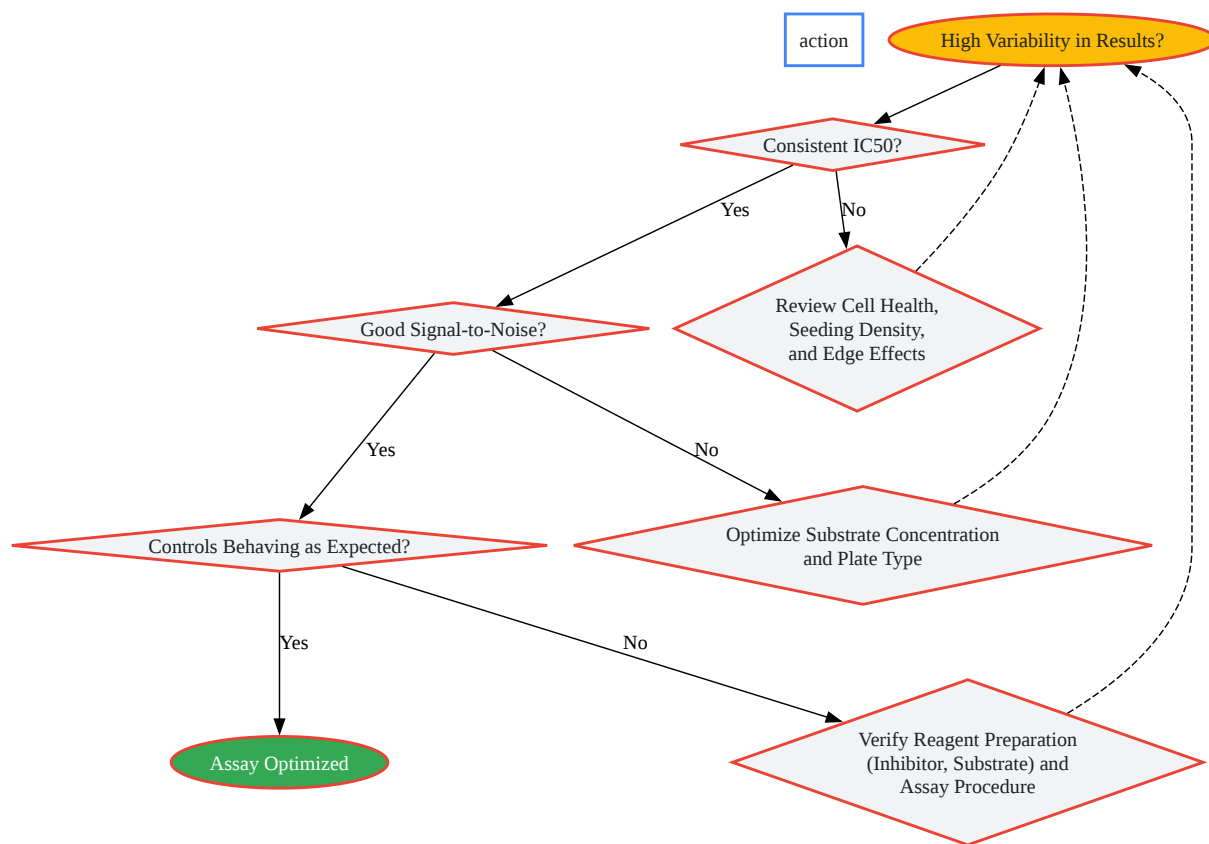 action
High Variability in Results?
Consistent IC50?
Yes
No
Review Cell Health,
Seeding Density,
and Edge Effects
Good Signal-to-Noise?
Yes
No
Optimize Substrate Concentration
and Plate Type
Controls Behaving as Expected?
Yes
No
Assay Optimized
Verify Reagent Preparation
(Inhibitor, Substrate) and
Assay Procedure